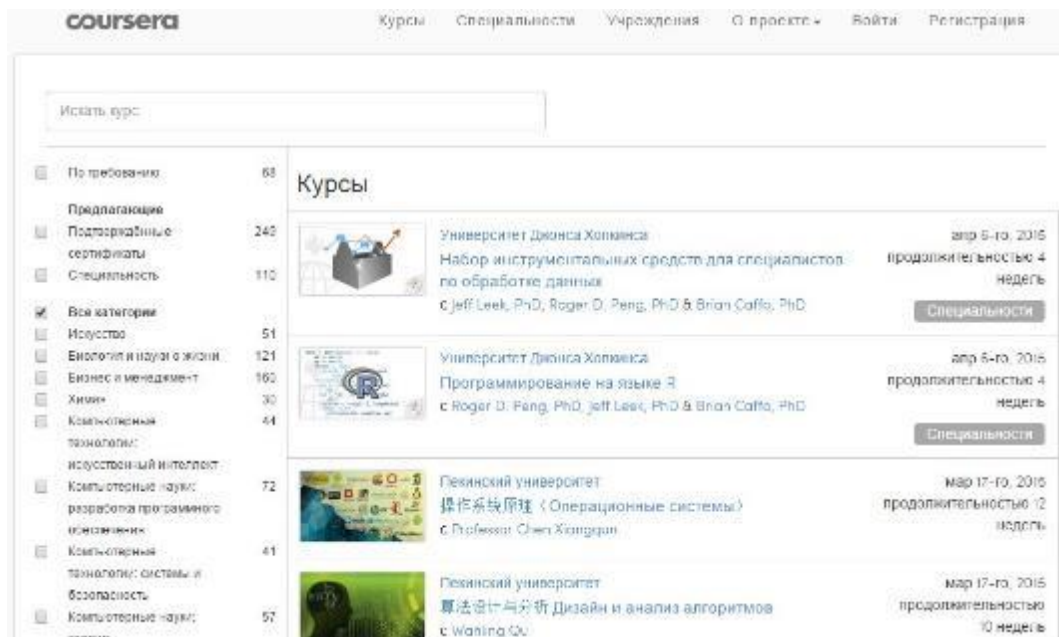 coursera
Курсы Специальности Учреждения О проекте Войти Регистрация
Искать курс
По требованию 68
Предлагающие
Подтверждённые 249
сертификаты
Специальность 110
Все категории
Искусство 51
Биология и науки о жизни 121
Бизнес и менеджмент 160
Химия 30
Компьютерные 44
технологии:
искусственный интеллект
Компьютерные науки: 72
разработка программного
обеспечения
Компьютерные 41
технологии: системы и
безопасность
Компьютерные науки: 57
Курсы
Университет Джонса Хопкинса
Набор инструментальных средств для специалистов
по обработке данных
с Jeff Leek, PhD, Roger D. Peng, PhD & Brian Caffo, PhD
апр 6-го, 2015
продолжительностью 4
недель
Специальности
Университет Джонса Хопкинса
Программирование на языке R
с Roger D. Peng, PhD, Jeff Leek, PhD & Brian Caffo, PhD
апр 6-го, 2015
продолжительностью 4
недель
Специальности
Пекинский университет
操作系统原理（Операционные системы）
с Professor Chen Xiangqun
мар 17-го, 2015
продолжительностью 12
недель
Пекинский университет
算法设计与分析 Дизайн и анализ алгоритмов
с Wanling Qu
мар 17-го, 2015
продолжительностью
10 недель